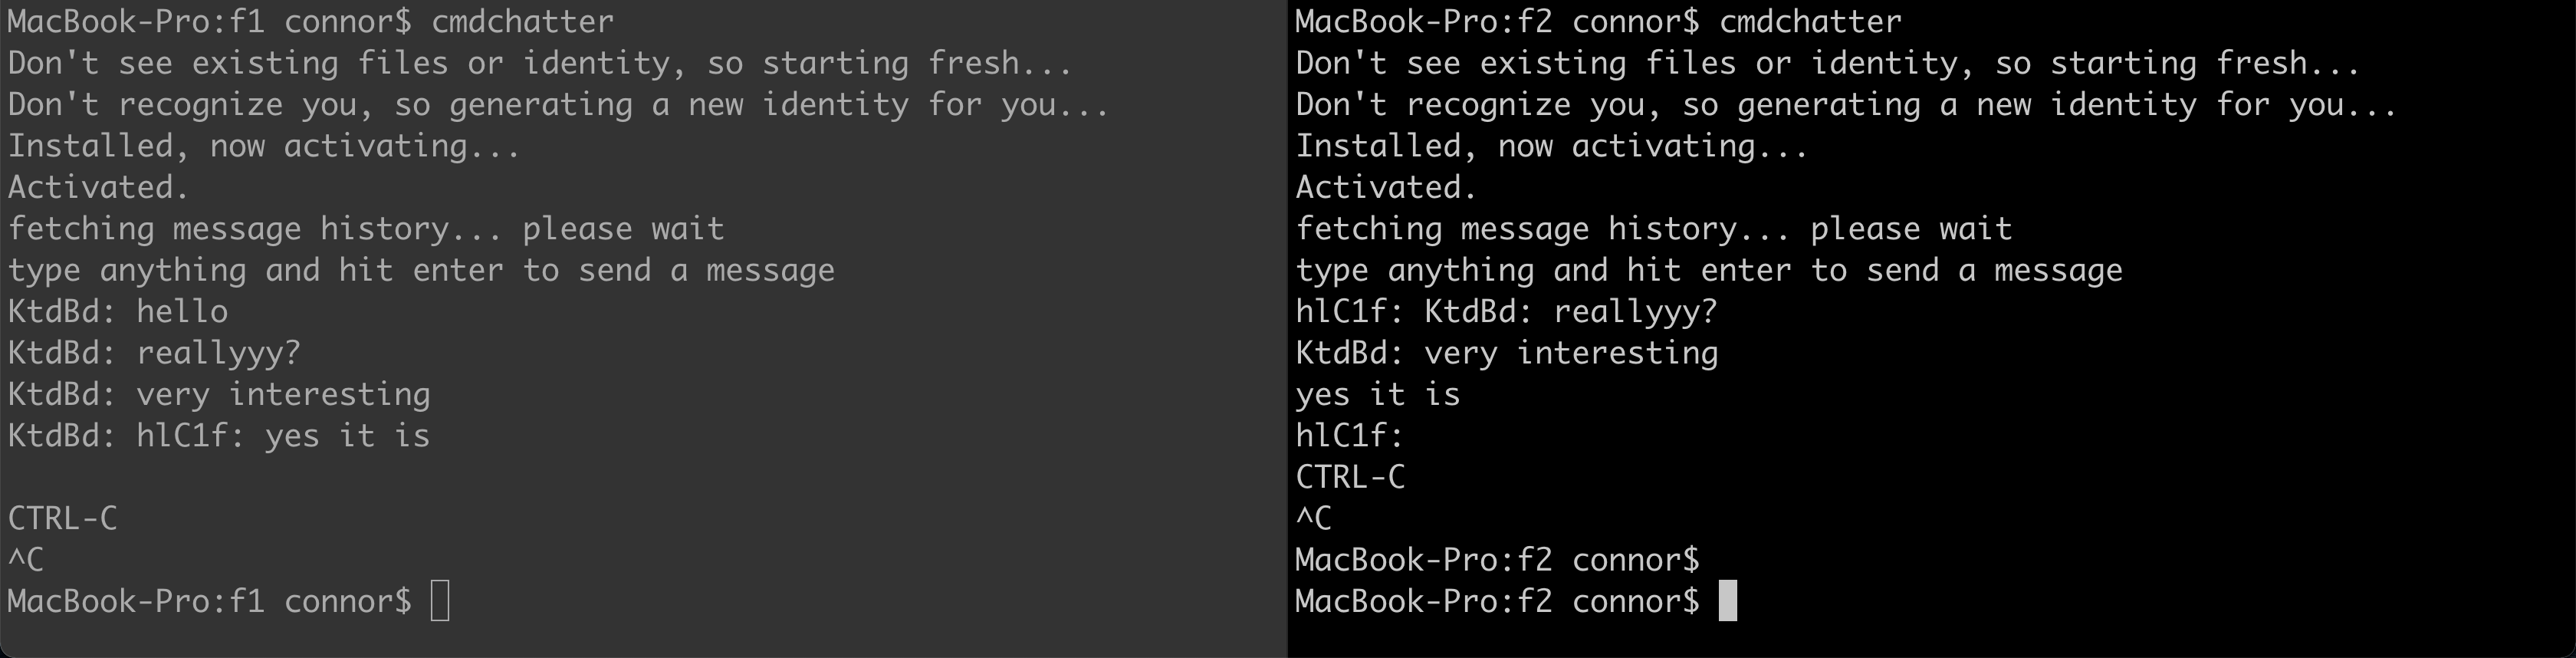 MacBook-Pro:f1 connor$ cmdchatter
Don't see existing files or identity, so starting fresh...
Don't recognize you, so generating a new identity for you...
Installed, now activating...
Activated.
fetching message history... please wait
type anything and hit enter to send a message
KtdBd: hello
KtdBd: reallyyy?
KtdBd: very interesting
KtdBd: hlC1f: yes it is
CTRL-C
^C
MacBook-Pro:f1 connor$
MacBook-Pro:f2 connor$ cmdchatter
Don't see existing files or identity, so starting fresh...
Don't recognize you, so generating a new identity for you...
Installed, now activating...
Activated.
fetching message history... please wait
type anything and hit enter to send a message
hlC1f: KtdBd: reallyyy?
KtdBd: very interesting
yes it is
hlC1f:
CTRL-C
^C
MacBook-Pro:f2 connor$
MacBook-Pro:f2 connor$